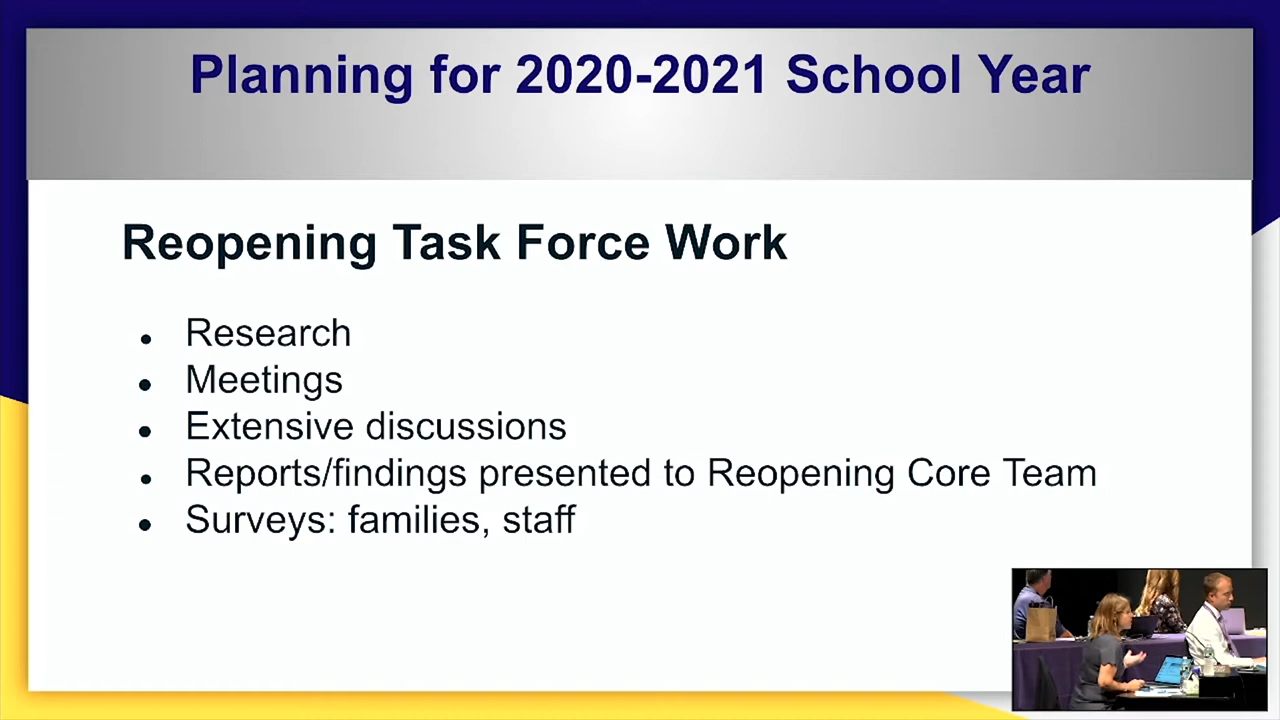 Planning for 2020-2021 School Year
Reopening Task Force Work
• Research
• Meetings
• Extensive discussions
• Reports/findings presented to Reopening Core Team
• Surveys: families, staff